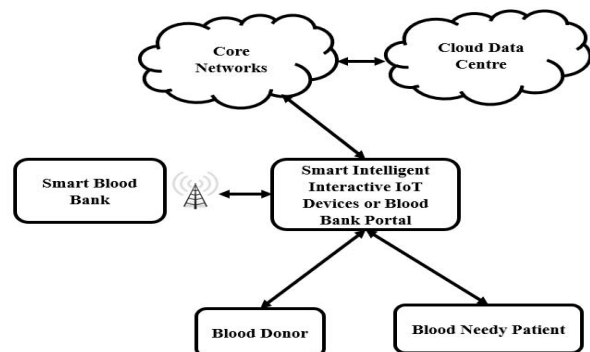 Core
Networks
Cloud Data
Centre
Smart Blood
Bank
Smart Intelligent
Interactive IoT
Devices or Blood
Bank Portal
Blood Donor
Blood Needy Patient